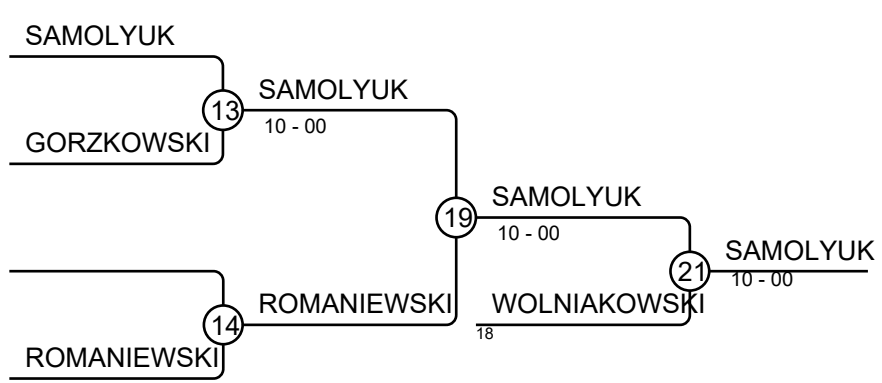 SAMOLYUK
13
SAMOLYUK
10 - 00
GORZKOWSKI
19
SAMOLYUK
10 - 00
21
SAMOLYUK
10 - 00
14
ROMANIEWSKI
WOLNIAKOWSKI
18
ROMANIEWSKI